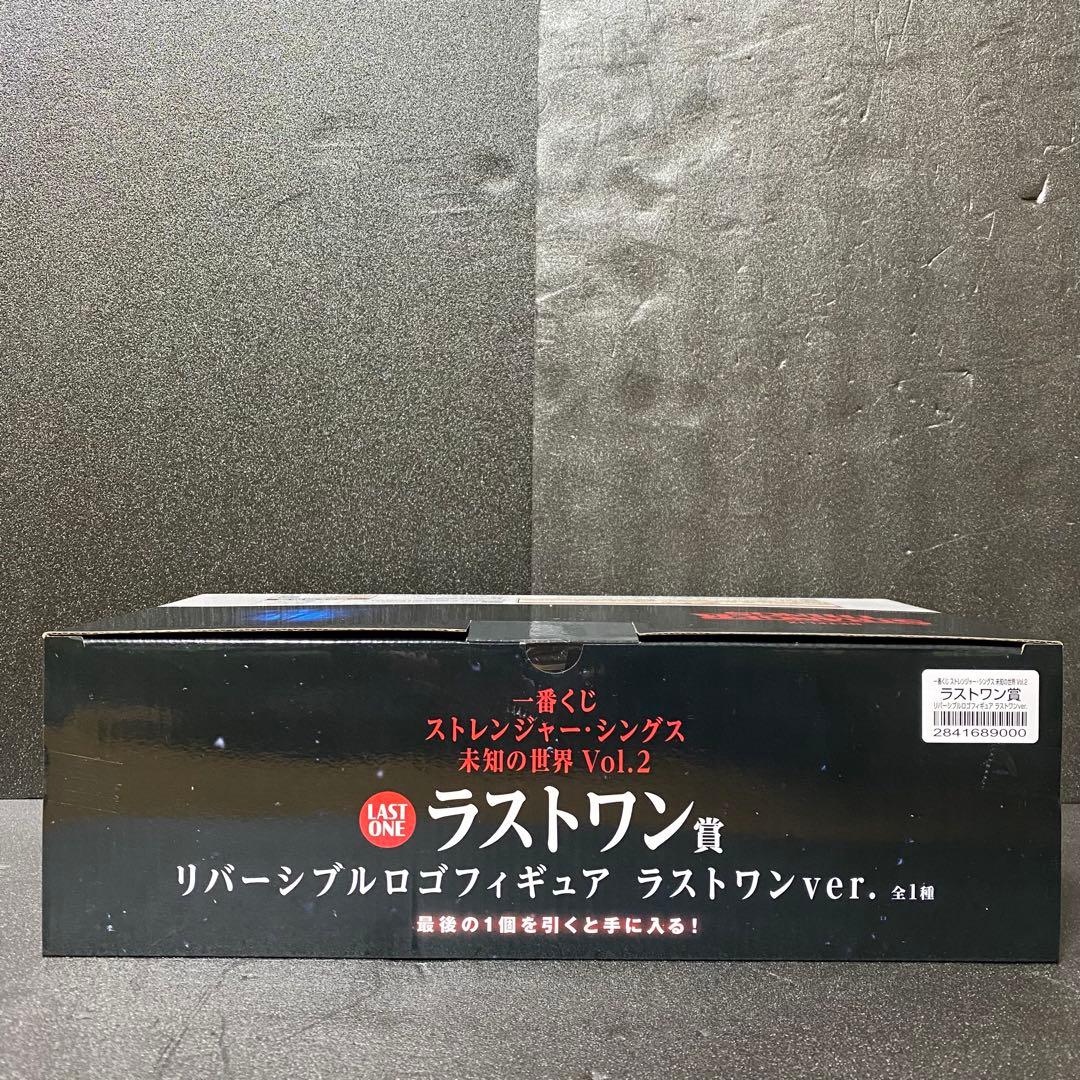 一番くじ
ストレンジャー・シングス
未知の世界 Vol.2
LAST
ONE
ラストワン賞
リバーシブルロゴフィギュア ラストワンver. 全1種
最後の1個を引くと手に入る!
一番くじ ストレンジャー・シングス 未知の世界 Vol.2
ラストワン賞
リバーシブルロゴフィギュア ラストワンver.
2841689000